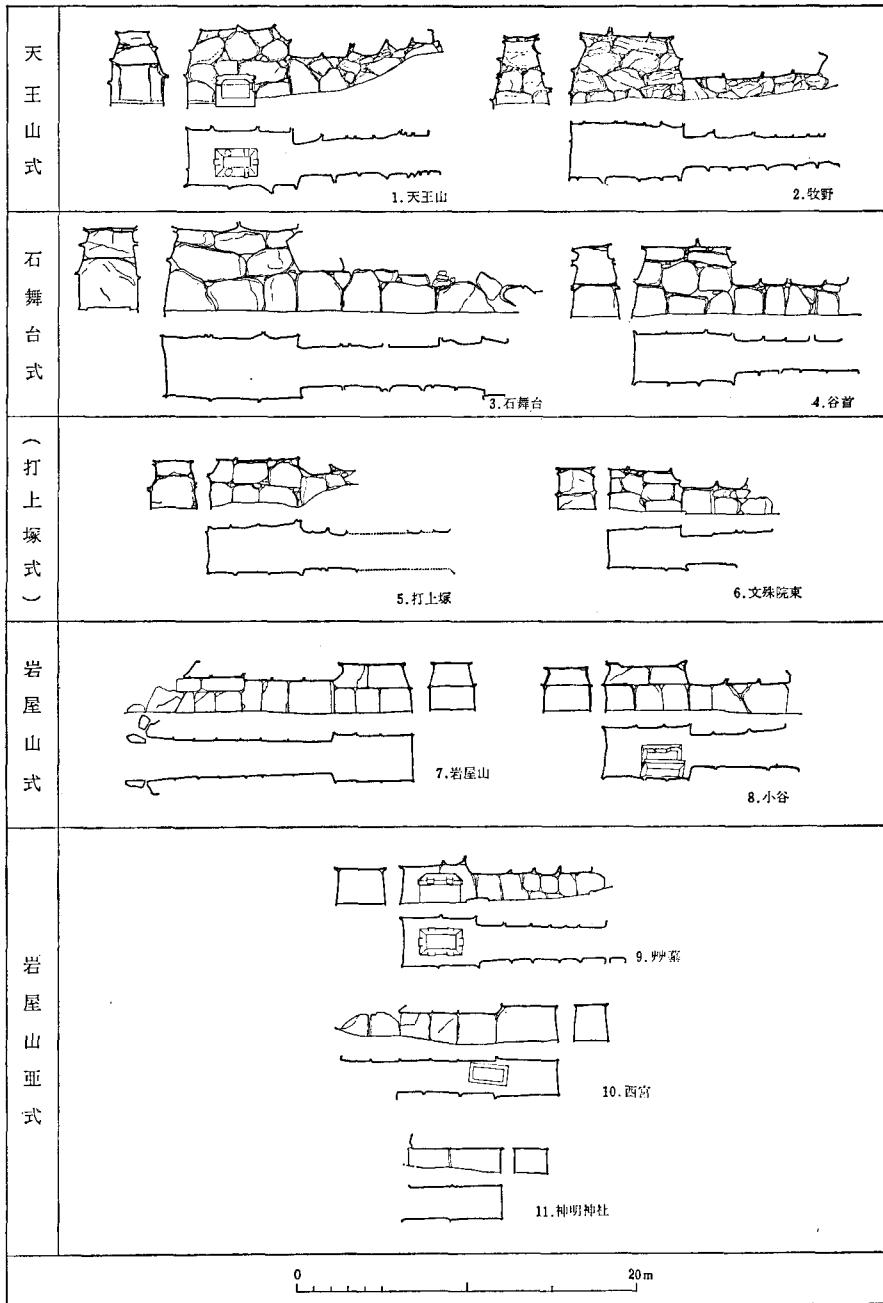 天王山式
1.天王山
2.牧野
石舞台式
3.石舞台
4.谷首
(打上塚式)
5.打上塚
6.文殊院東
岩屋山式
7.岩屋山
8.小谷
岩屋山亜式
9.艸墓
10.西宮
11.神明神社
0 20m